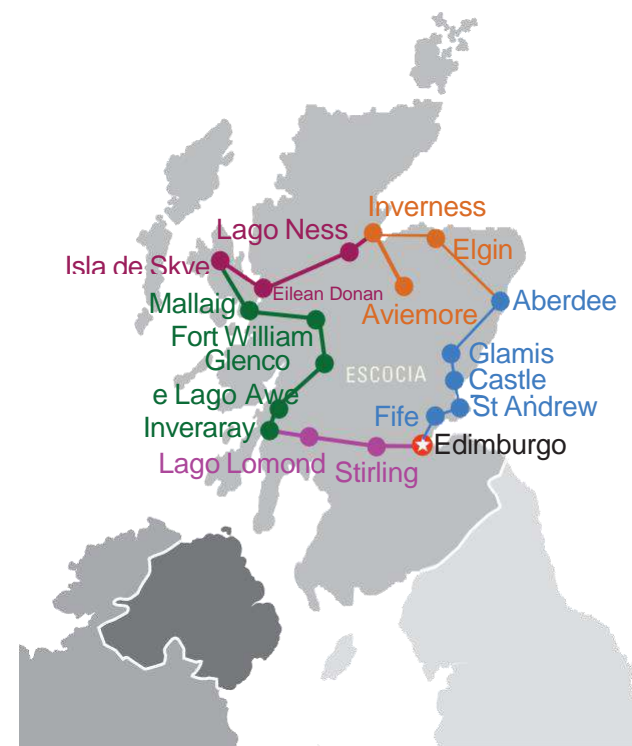 Inverness
Lago Ness
Elgin
Isla de Skye
Eilean Donan
Mallaig
Aviemore
Aberdee
Fort William
Glenco
Glamis
ESCOCIA
Castle
e Lago Awe
Fife
St Andrew
Inveraray
Edimburgo
Lago Lomond
Stirling